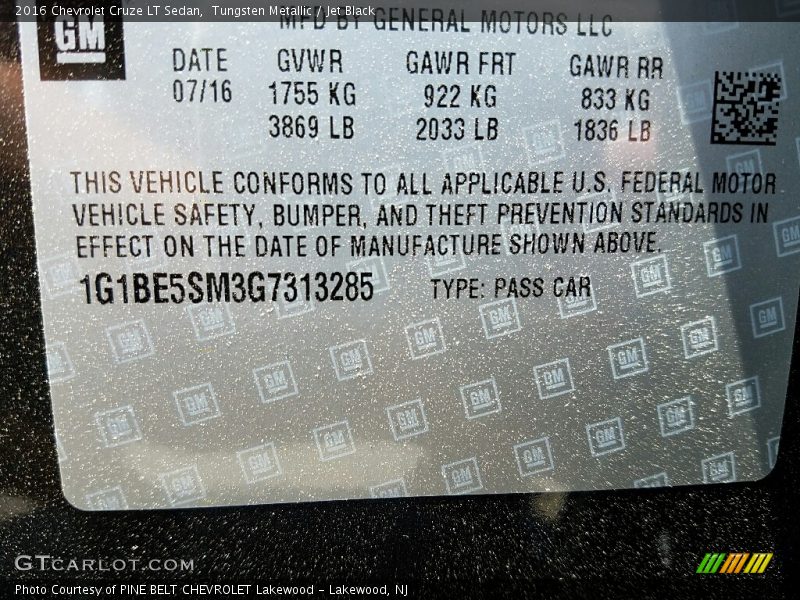 2016 Chevrolet Cruze LT Sedan,  Tungsten Metallic / Jet Black
GM
MFD BY GENERAL MOTORS LLC
DATE GVWR GAWR FRT GAWR RR
07/16 1755 KG 922 KG 833 KG
3869 LB 2033 LB 1836 LB
THIS VEHICLE CONFORMS TO ALL APPLICABLE U.S. FEDERAL MOTOR
VEHICLE SAFETY, BUMPER, AND THEFT PREVENTION STANDARDS IN
EFFECT ON THE DATE OF MANUFACTURE SHOWN ABOVE.
1G1BE5SM3G7313285 TYPE: PASS CAR
GTCARLOT.COM
Photo Courtesy of PINE BELT CHEVROLET Lakewood - Lakewood, NJ